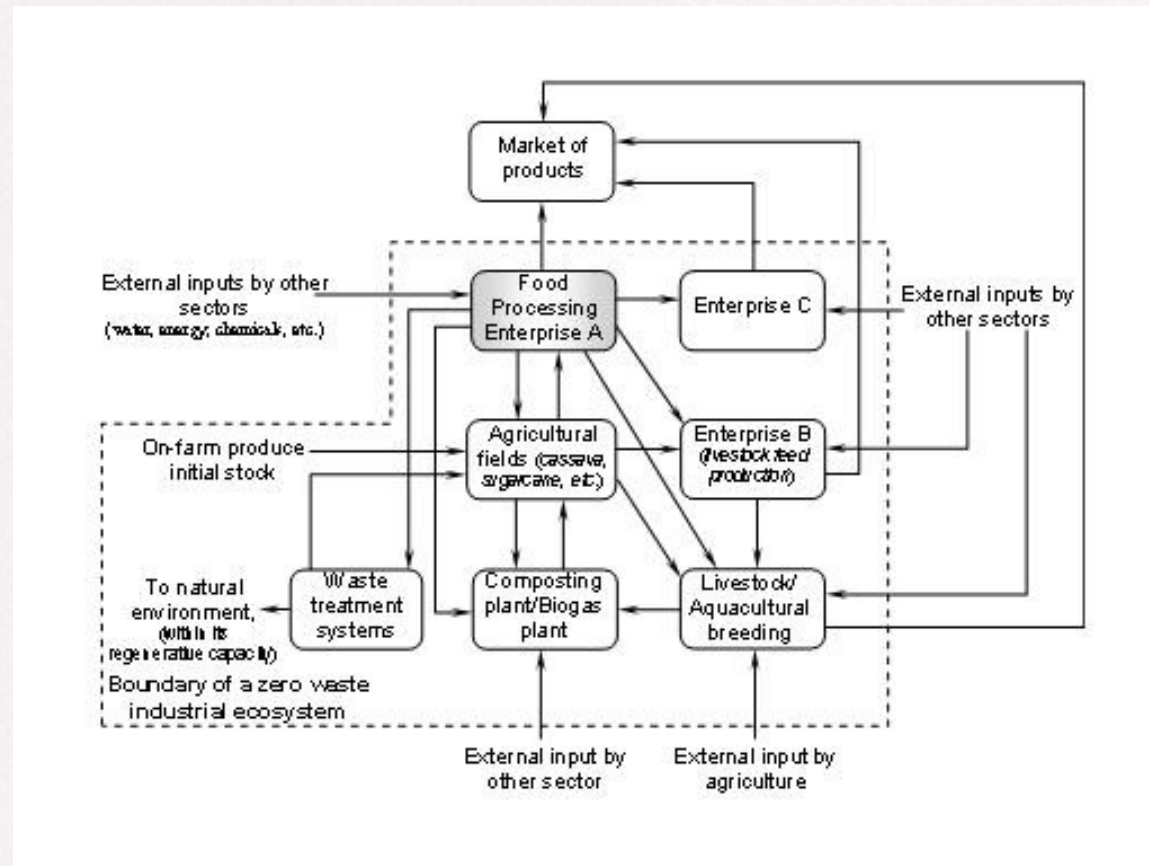 Market of
products
External inputs by other
sectors
(water, energy, chemicals, etc.)
Food
Processing
Enterprise A
Enterprise C
External inputs by
other sectors
On-farm produce
initial stock
Agricultural
fields (cassava,
sugarcane, etc.)
Enterprise B
(livestock feed
production)
To natural
environment,
(within its
regenerative capacity)
Waste
treatment
systems
Composting
plant/Biogas
plant
Livestock/
Aquacultural
breeding
Boundary of a zero waste
industrial ecosystem
External input by
other sector
External input by
agriculture